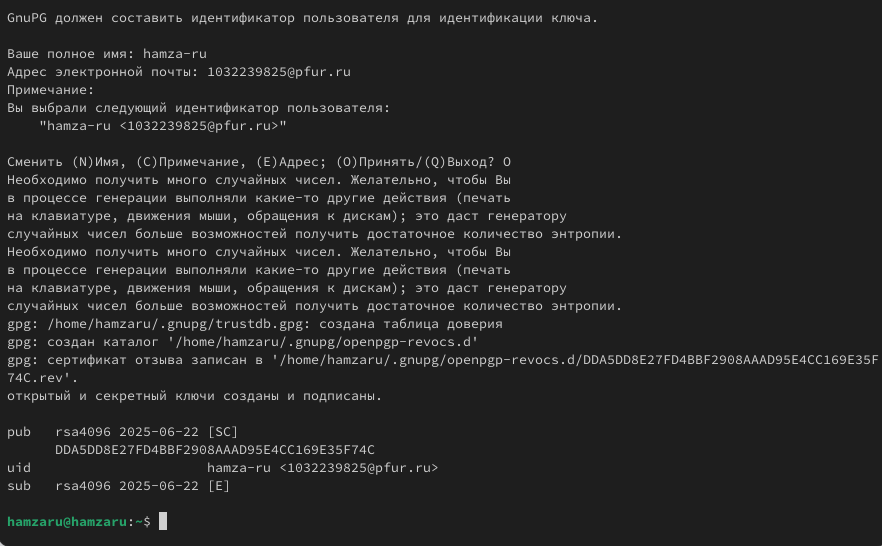 GnuPG должен составить идентификатор пользователя для идентификации ключа.
Ваше полное имя: hamza-ru
Адрес электронной почты: 1032239825@pfur.ru
Примечание:
Вы выбрали следующий идентификатор пользователя:
"hamza-ru <1032239825@pfur.ru>"
Сменить (N)Имя, (C)Примечание, (E)Адрес; (O)Принять/(Q)Выход? O
Необходимо получить много случайных чисел. Желательно, чтобы Вы
в процессе генерации выполняли какие-то другие действия (печать
на клавиатуре, движения мыши, обращения к дискам); это даст генератору
случайных чисел больше возможностей получить достаточное количество энтропии.
Необходимо получить много случайных чисел. Желательно, чтобы Вы
в процессе генерации выполняли какие-то другие действия (печать
на клавиатуре, движения мыши, обращения к дискам); это даст генератору
случайных чисел больше возможностей получить достаточное количество энтропии.
gpg: /home/hamzaru/.gnupg/trustdb.gpg: создана таблица доверия
gpg: создан каталог '/home/hamzaru/.gnupg/openpgp-revocs.d'
gpg: сертификат отзыва записан в '/home/hamzaru/.gnupg/openpgp-revocs.d/DDA5DD8E27FD4BBF2908AAAD95E4CC169E35F
74C.rev'.
открытый и секретный ключи созданы и подписаны.
pub   rsa4096 2025-06-22 [SC]
DDA5DD8E27FD4BBF2908AAAD95E4CC169E35F74C
uid                      hamza-ru <1032239825@pfur.ru>
sub   rsa4096 2025-06-22 [E]
hamzaru@hamzaru:~$